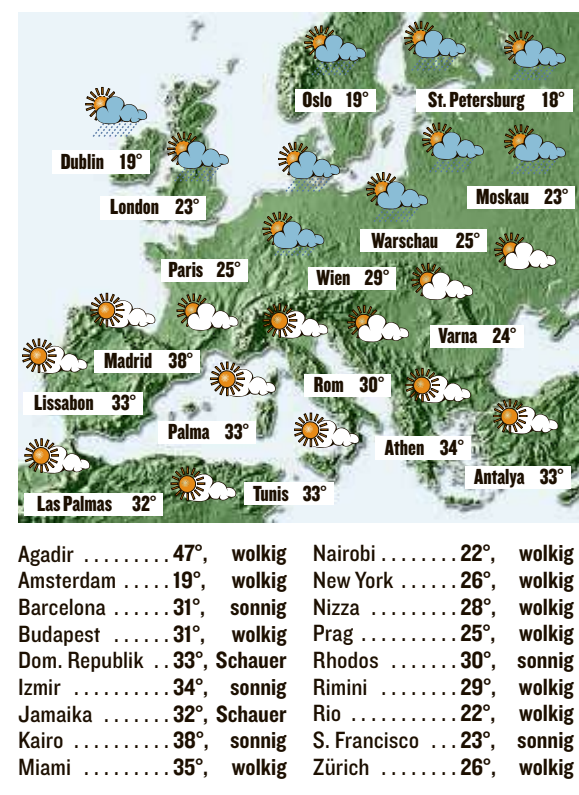 Oslo 19°
St. Petersburg 18°
Dublin 19°
London 23°
Moskau 23°
Warschau 25°
Paris 25°
Wien 29°
Varna 24°
Madrid 38°
Rom 30°
Lissabon 33°
Palma 33°
Athen 34°
Antalya 33°
Las Palmas 32°
Tunis 33°
Agadir ......... 47°, wolkig
Amsterdam ..... 19°, wolkig
Barcelona ...... 31°, sonnig
Budapest ...... 31°, wolkig
Dom. Republik .. 33°, Schauer
Izmir .......... 34°, sonnig
Jamaika ....... 32°, Schauer
Kairo .......... 38°, sonnig
Miami ......... 35°, wolkig
Nairobi ........ 22°, wolkig
New York ...... 26°, wolkig
Nizza ......... 28°, wolkig
Prag .......... 25°, wolkig
Rhodos ....... 30°, sonnig
Rimini ........ 29°, wolkig
Rio ........... 22°, wolkig
S. Francisco ... 23°, sonnig
Zürich ......... 26°, wolkig